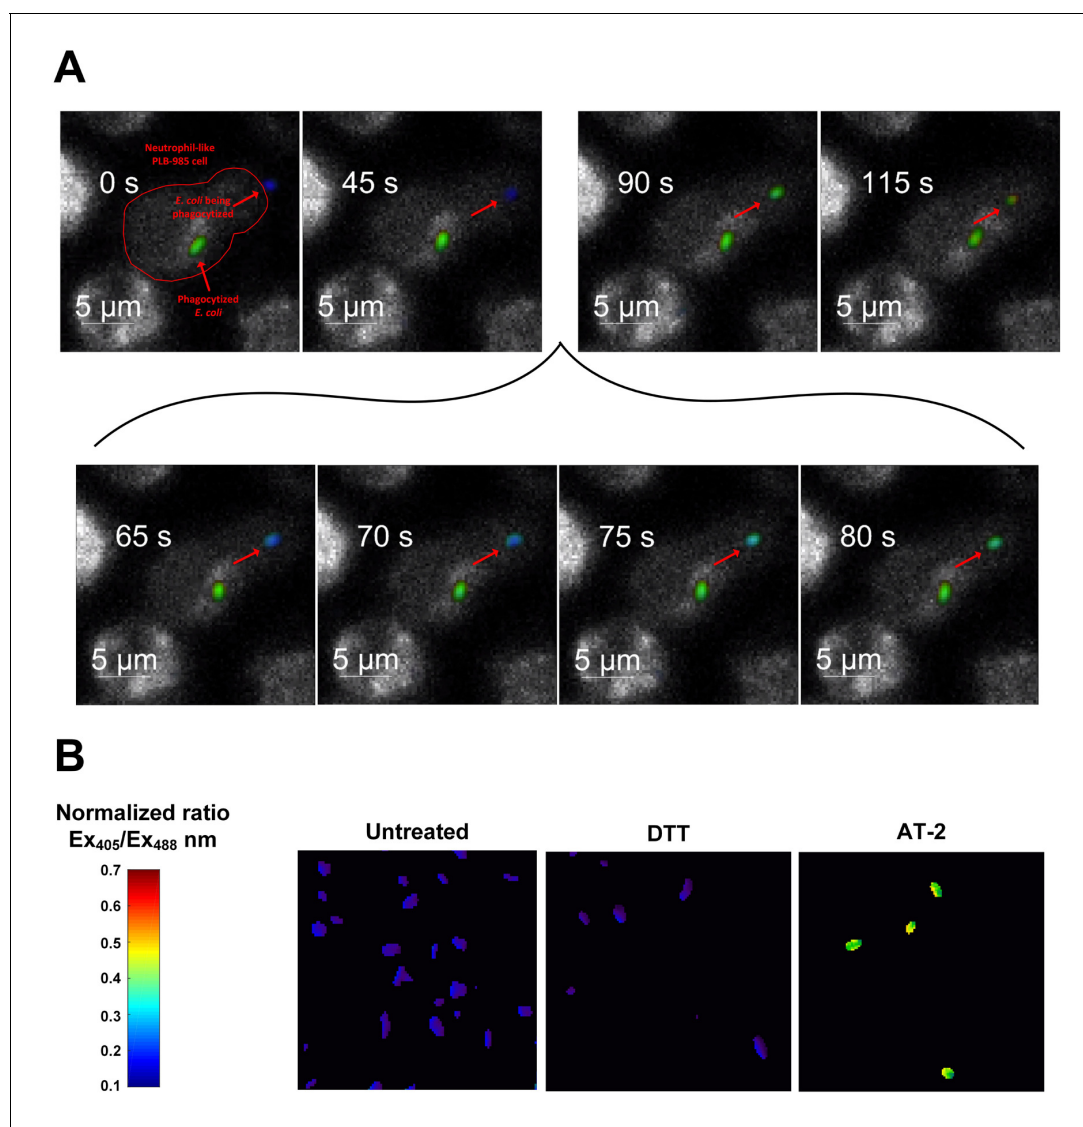 A
Neutrophil-like
PLB-985 cell
0 s
E. coli being
phagocytized
Phagocytized
E. coli
5 µm
45 s
5 µm
90 s
5 µm
115 s
5 µm
65 s
5 µm
70 s
5 µm
75 s
5 µm
80 s
5 µm
B
Normalized ratio
Ex405/Ex488 nm
0.7
0.6
0.5
0.4
0.3
0.2
0.1
Untreated
DTT
AT-2